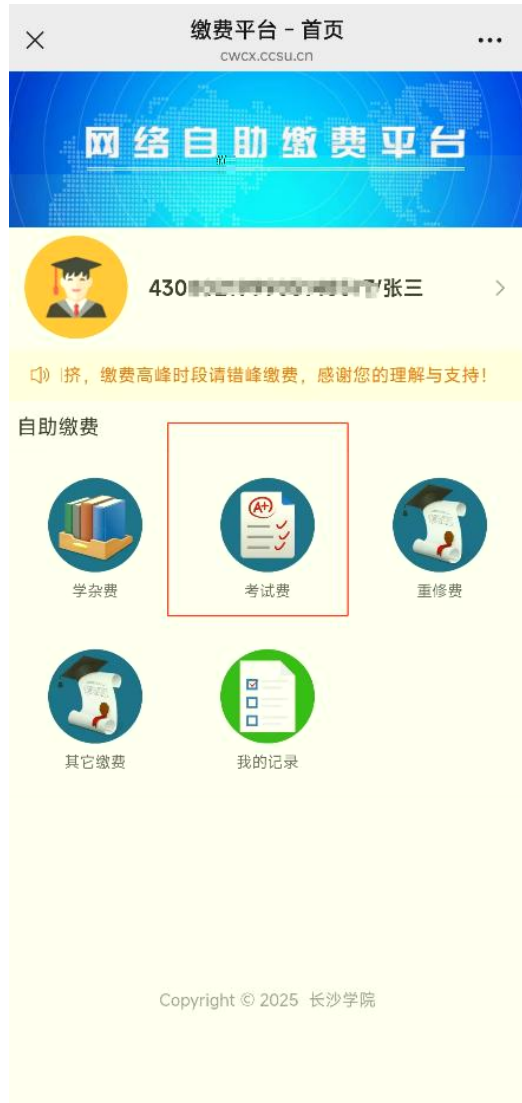 缴费平台 - 首页
cwcx.ccsu.cn
网络自助缴费平台
430 /张三
挤，缴费高峰时段请错峰缴费，感谢您的理解与支持！
自助缴费
A+
学杂费
考试费
重修费
其它缴费
我的记录
Copyright © 2025 长沙学院